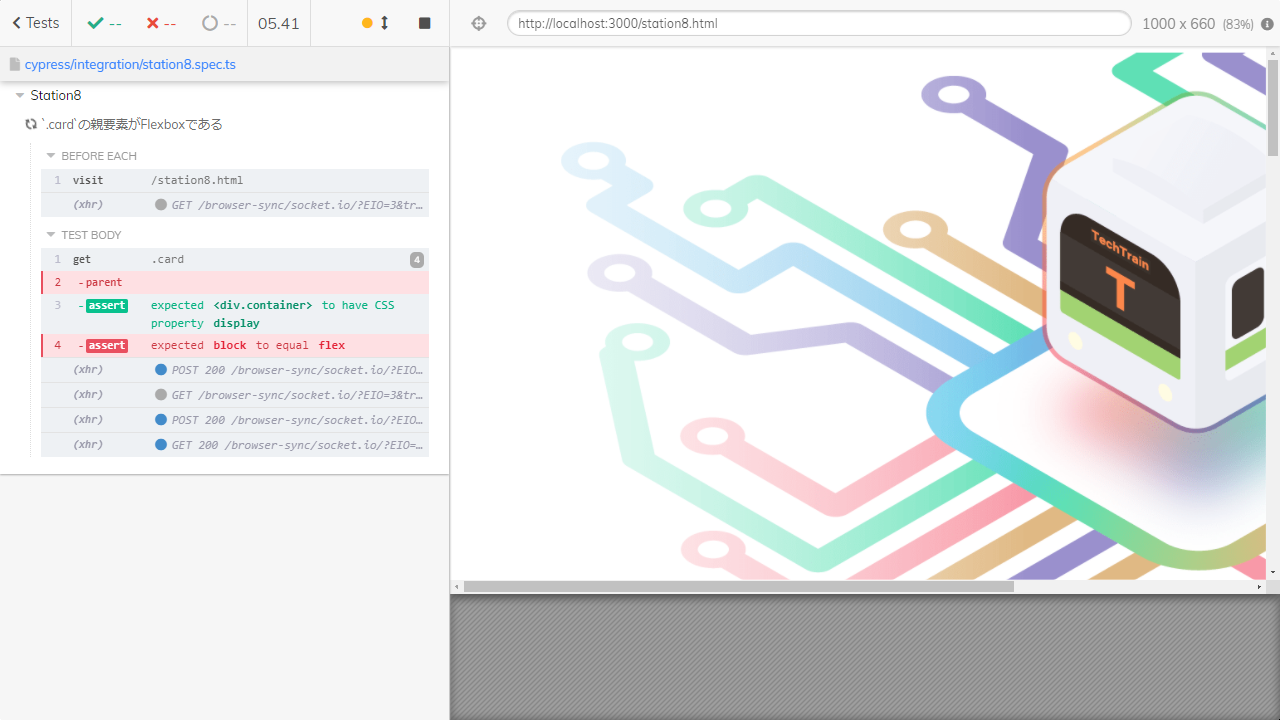 Tests
--
--
--
05.41
http://localhost:3000/station8.html
1000 x 660 (83%)
cypress/integration/station8.spec.ts
Station8
`.card`の親要素がFlexboxである
BEFORE EACH
1 visit /station8.html
(xhr) GET /browser-sync/socket.io/?EIO=3&tr…
TEST BODY
1 get .card 4
2 -parent
3 -assert expected <div.container> to have CSS
property display
4 -assert expected block to equal flex
(xhr) POST 200 /browser-sync/socket.io/?EIO…
(xhr) GET /browser-sync/socket.io/?EIO=3&tr…
(xhr) POST 200 /browser-sync/socket.io/?EIO…
(xhr) GET 200 /browser-sync/socket.io/?EIO=…
TechTrain
T